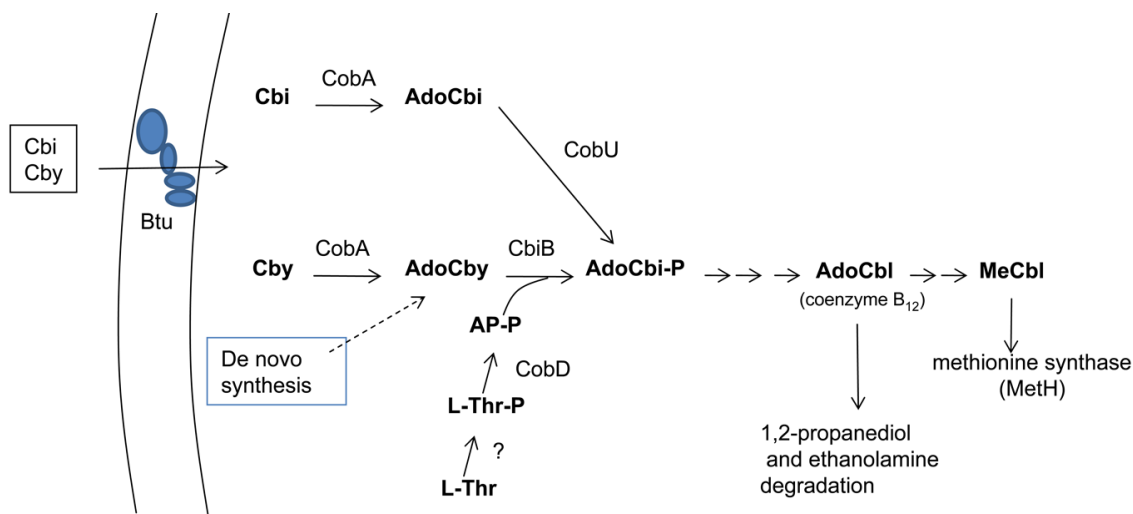 Cbi
Cby
Btu
Cbi
CobA
AdoCbi
CobU
Cby
CobA
AdoCby
CbiB
AdoCbi-P
AdoCbl
(coenzyme B12)
MeCbl
AP-P
CobD
L-Thr-P
?
L-Thr
De novo
synthesis
1,2-propanediol
and ethanolamine
degradation
methionine synthase
(MetH)